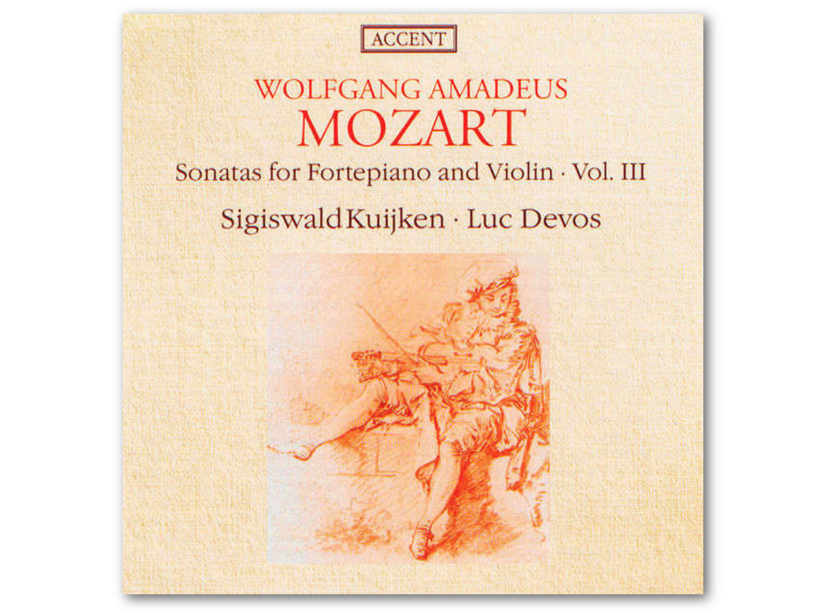 ACCENT
WOLFGANG AMADEUS
MOZART
Sonatas for Fortepiano and Violin · Vol. III
Sigiswald Kuijken · Luc Devos